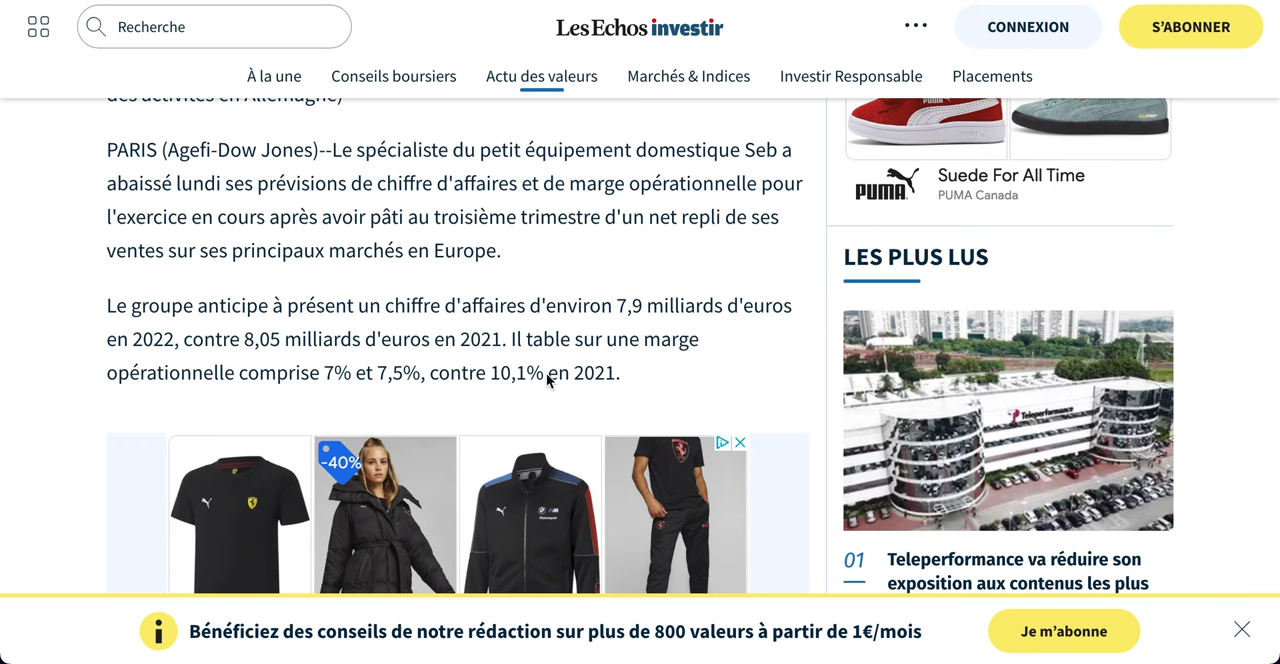 Recherche
Les Echos investir
CONNEXION
S'ABONNER
À la une
Conseils boursiers
Actu des valeurs
Marchés & Indices
Investir Responsable
Placements
des activités en Allemagne)
PARIS (Agefi-Dow Jones)--Le spécialiste du petit équipement domestique Seb a
abaissé lundi ses prévisions de chiffre d'affaires et de marge opérationnelle pour
l'exercice en cours après avoir pâti au troisième trimestre d'un net repli de ses
ventes sur ses principaux marchés en Europe.
Le groupe anticipe à présent un chiffre d'affaires d'environ 7,9 milliards d'euros
en 2022, contre 8,05 milliards d'euros en 2021. Il table sur une marge
opérationnelle comprise 7% et 7,5%, contre 10,1% en 2021.
-40%
PUMA
Suede For All Time
PUMA Canada
LES PLUS LUS
Teleperformance
01
Teleperformance va réduire son
exposition aux contenus les plus
Bénéficiez des conseils de notre rédaction sur plus de 800 valeurs à partir de 1€/mois
Je m'abonne